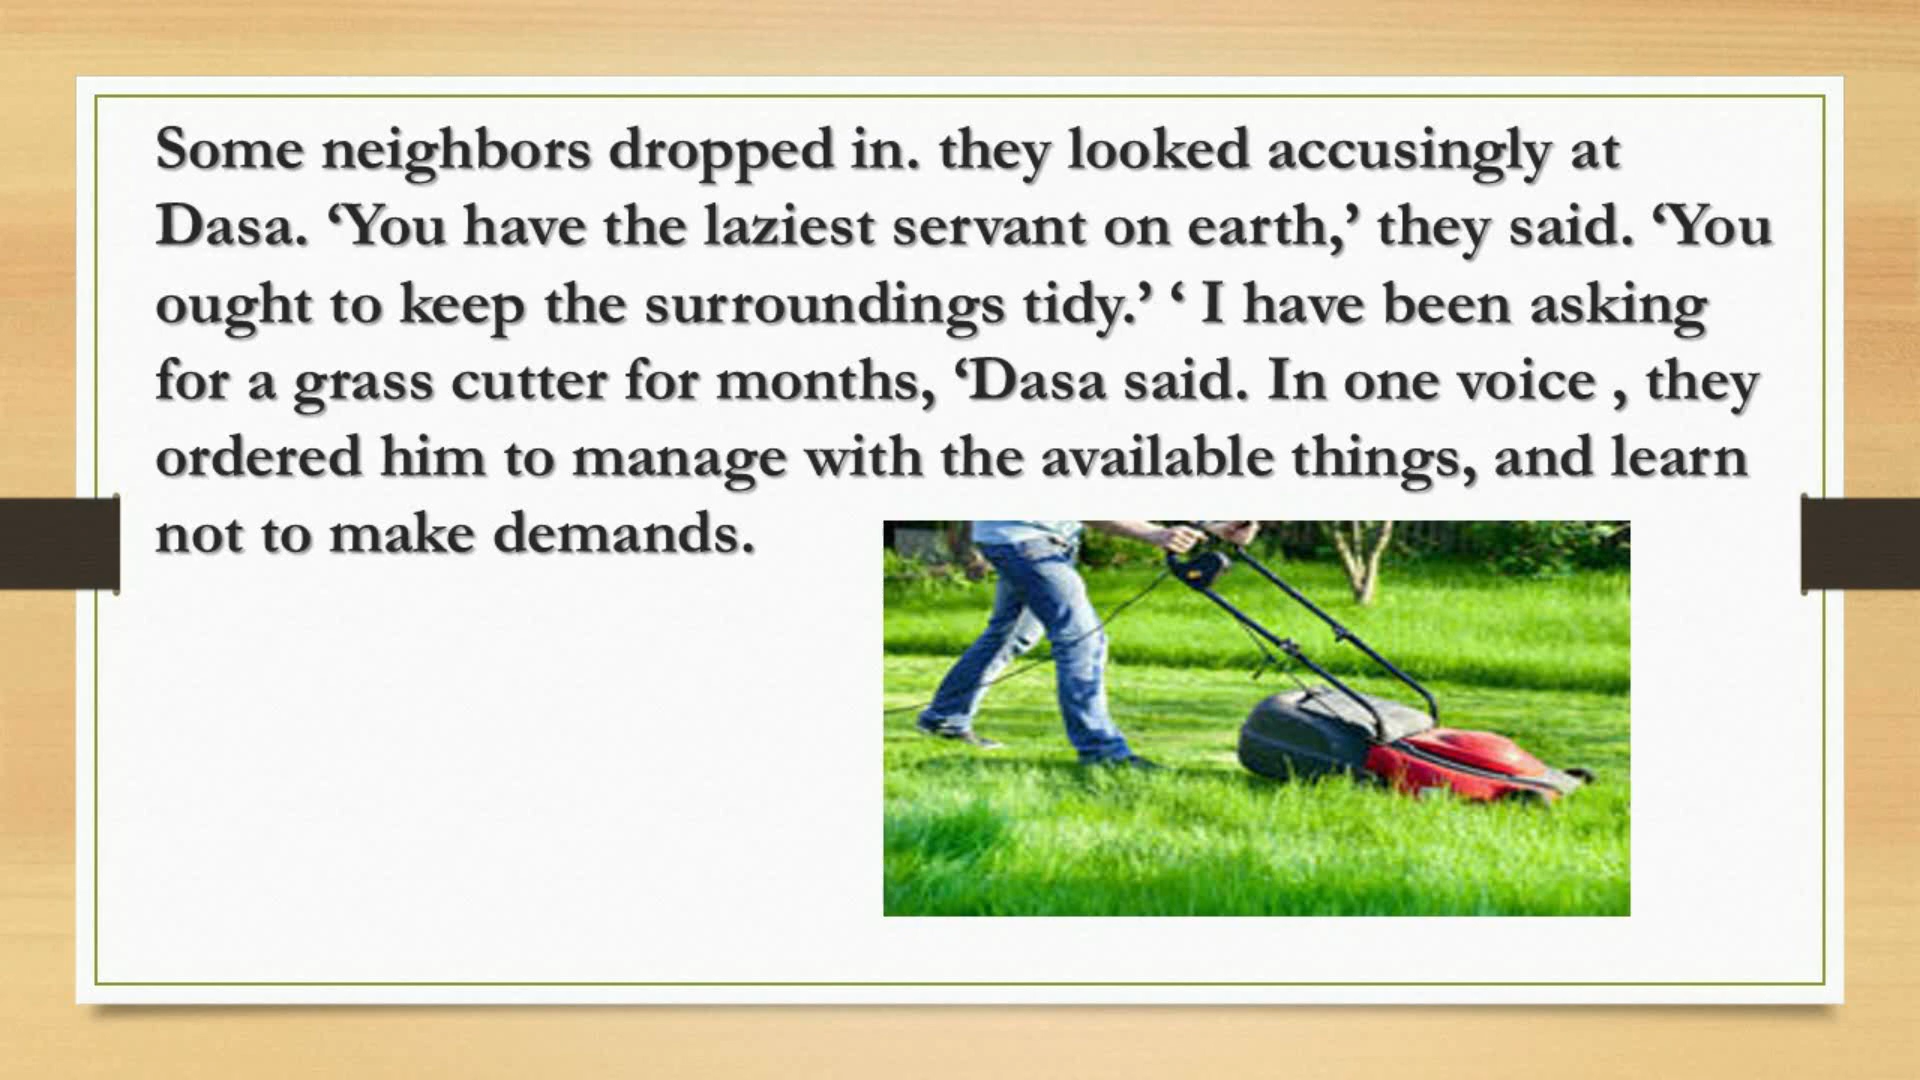 Some neighbors dropped in. they looked accusingly at
Dasa. ‘You have the laziest servant on earth,’ they said. ‘You
ought to keep the surroundings tidy.’ ‘ I have been asking
for a grass cutter for months, ‘Dasa said. In one voice , they
ordered him to manage with the available things, and learn
not to make demands.